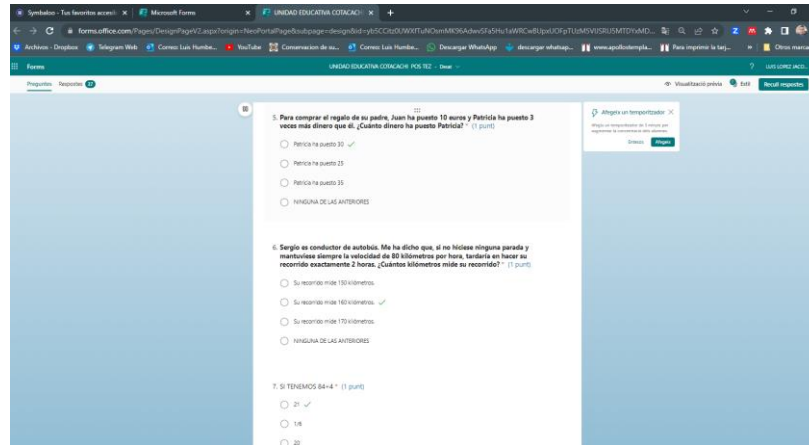 Symbaloo - Tus favoritos accesib
Microsoft Forms
UNIDAD EDUCATIVA COTACACH
forms.office.com/Pages/DesignPageV2.aspx?origin=NeoPortalPage&subpage=design&id=
Archivos - Dropbox
Telegram Web
Correo: Luis Humbe...
YouTube
Conservacion de su...
Correo: Luis Humbe...
Descargar WhatsApp
descargar whatsap...
www.apollostempla...
Para imprimir la tarj...
Otros marca
Forms
UNIDAD EDUCATIVA COTACACHI POS TEZ - Desat
?
LUIS LOPEZ JACO...
Preguntes
Respostes
Visualització prèvia
Estil
Recull respostes
5. Para comprar el regalo de su padre, Juan ha puesto 10 euros y Patricia ha puesto 3
veces más dinero que él. ¿Cuánto dinero ha puesto Patricia? * (1 punt)
Patricia ha puesto 30
Patricia ha puesto 25
Patricia ha puesto 35
NINGUNA DE LAS ANTERIORES
Afegeix un temporitzador
Afegeix
6. Sergio es conductor de autobús. Me ha dicho que, si no hiciese ninguna parada y
mantuviese siempre la velocidad de 80 kilómetros por hora, tardaría en hacer su
recorrido exactamente 2 horas. ¿Cuántos kilómetros mide su recorrido? * (1 punt)
Su recorrido mide 150 kilómetros.
Su recorrido mide 160 kilómetros.
Su recorrido mide 170 kilómetros.
NINGUNA DE LAS ANTERIORES
7. SI TENEMOS 84÷4 * (1 punt)
21
20